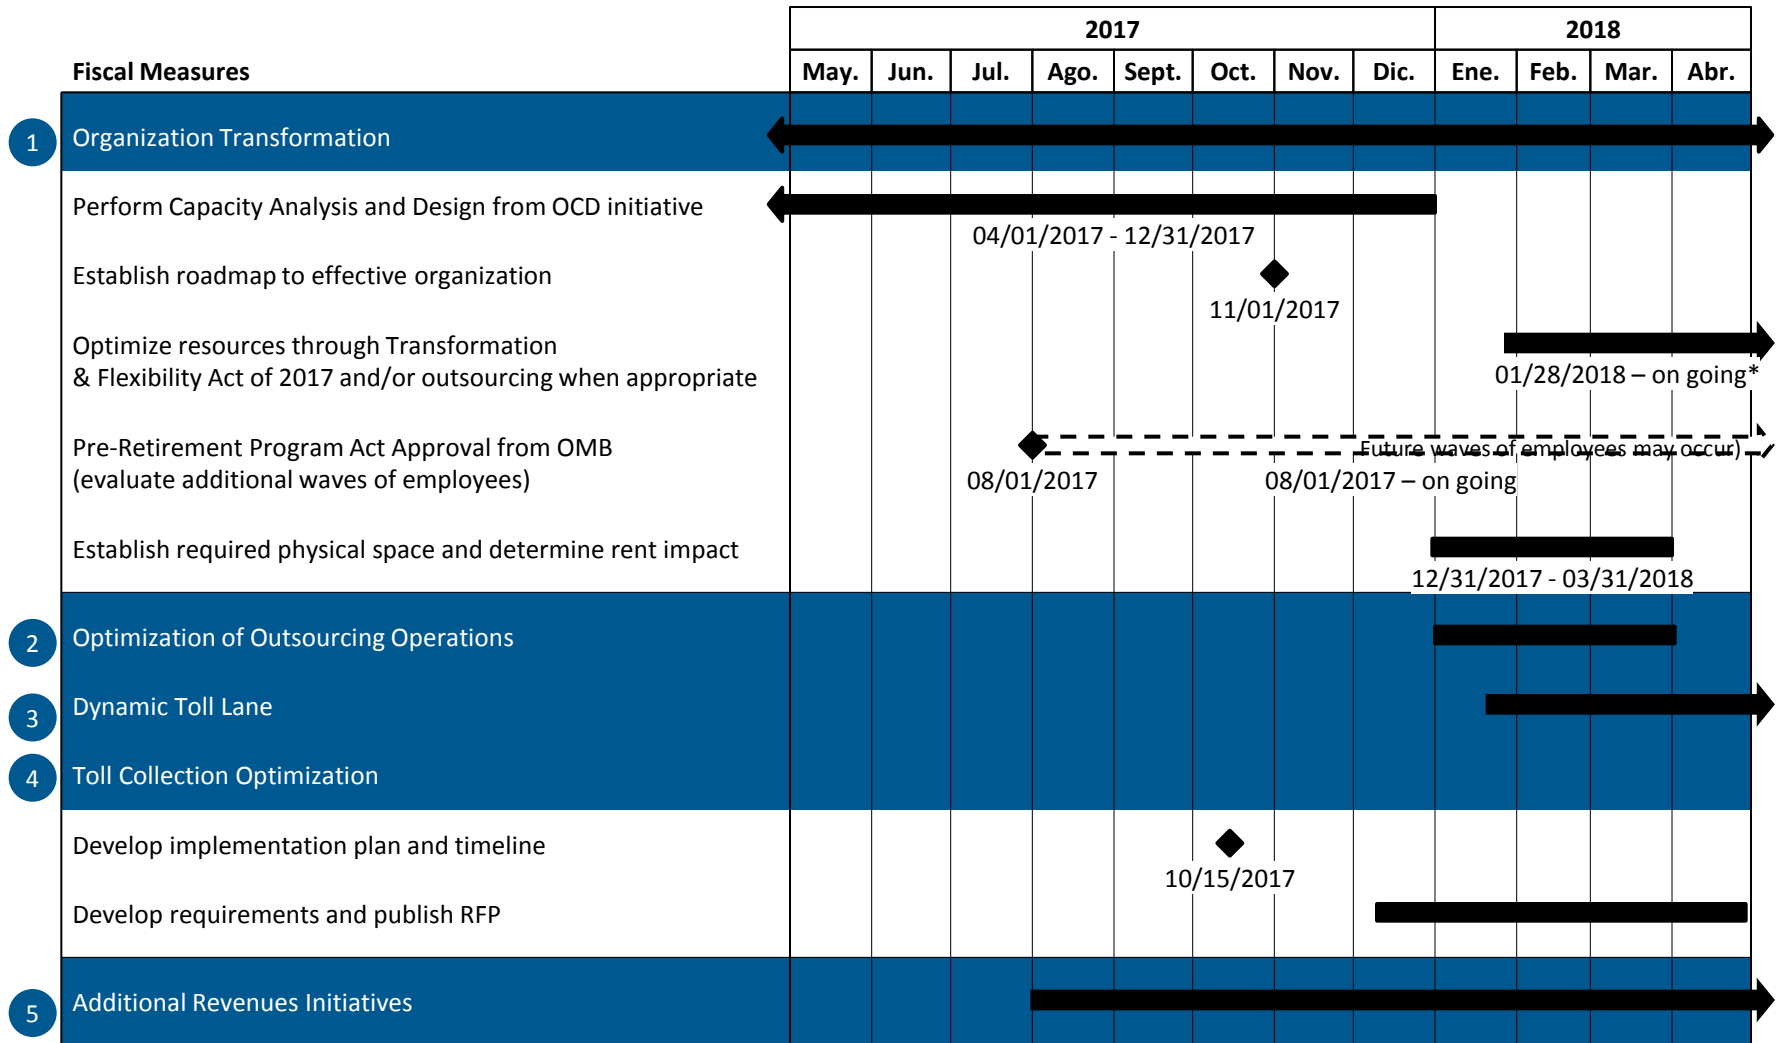 2017 2018
Fiscal Measures May. Jun. Jul. Ago. Sept. Oct. Nov. Dic. Ene. Feb. Mar. Abr.
1 Organization Transformation
Perform Capacity Analysis and Design from OCD initiative
04/01/2017 - 12/31/2017
Establish roadmap to effective organization
11/01/2017
Optimize resources through Transformation
& Flexibility Act of 2017 and/or outsourcing when appropriate
01/28/2018 – on going*
Pre-Retirement Program Act Approval from OMB
Future waves of employees may occur)
(evaluate additional waves of employees)
08/01/2017 08/01/2017 – on going
Establish required physical space and determine rent impact
12/31/2017 - 03/31/2018
2 Optimization of Outsourcing Operations
3 Dynamic Toll Lane
4 Toll Collection Optimization
Develop implementation plan and timeline
10/15/2017
Develop requirements and publish RFP
5 Additional Revenues Initiatives